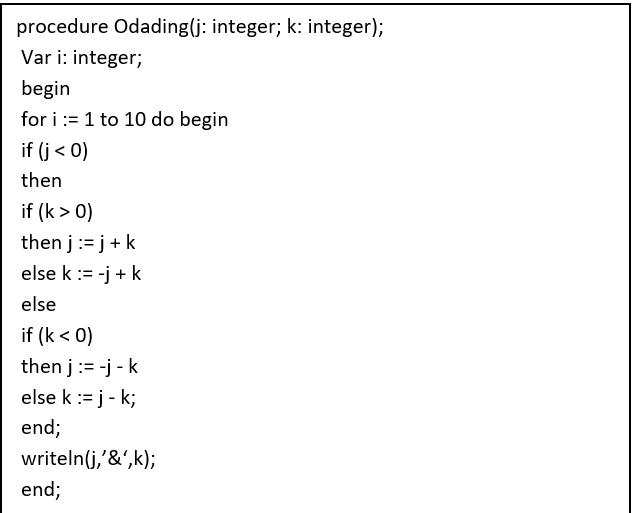 procedure Odading(j: integer; k: integer);
Var i: integer;
begin
for i := 1 to 10 do begin
if (j < 0)
then
if (k > 0)
then j := j + k
else k := -j + k
else
if (k < 0)
then j := -j - k
else k := j - k;
end;
writeln(j,’&‘,k);
end;